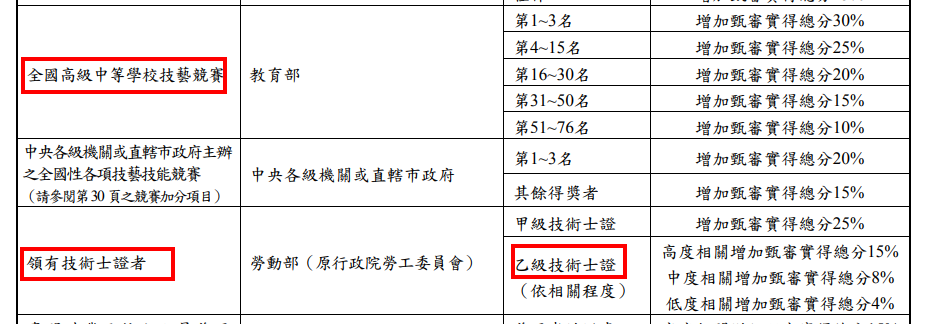 第1~3名 增加甄審實得總分30%
第4~15名 增加甄審實得總分25%
全國高級中等學校技藝競賽 教育部 第16~30名 增加甄審實得總分20%
第31~50名 增加甄審實得總分15%
第51~76名 增加甄審實得總分10%
中央各級機關或直轄市政府主辦
之全國性各項技藝技能競賽
(請參閱第30頁之競賽加分項目)
中央各級機關或直轄市政府
第1~3名 增加甄審實得總分20%
其餘得獎者 增加甄審實得總分15%
領有技術士證者
勞動部(原行政院勞工委員會)
甲級技術士證 增加甄審實得總分25%
乙級技術士證
(依相關程度)
高度相關增加甄審實得總分15%
中度相關增加甄審實得總分8%
低度相關增加甄審實得總分4%